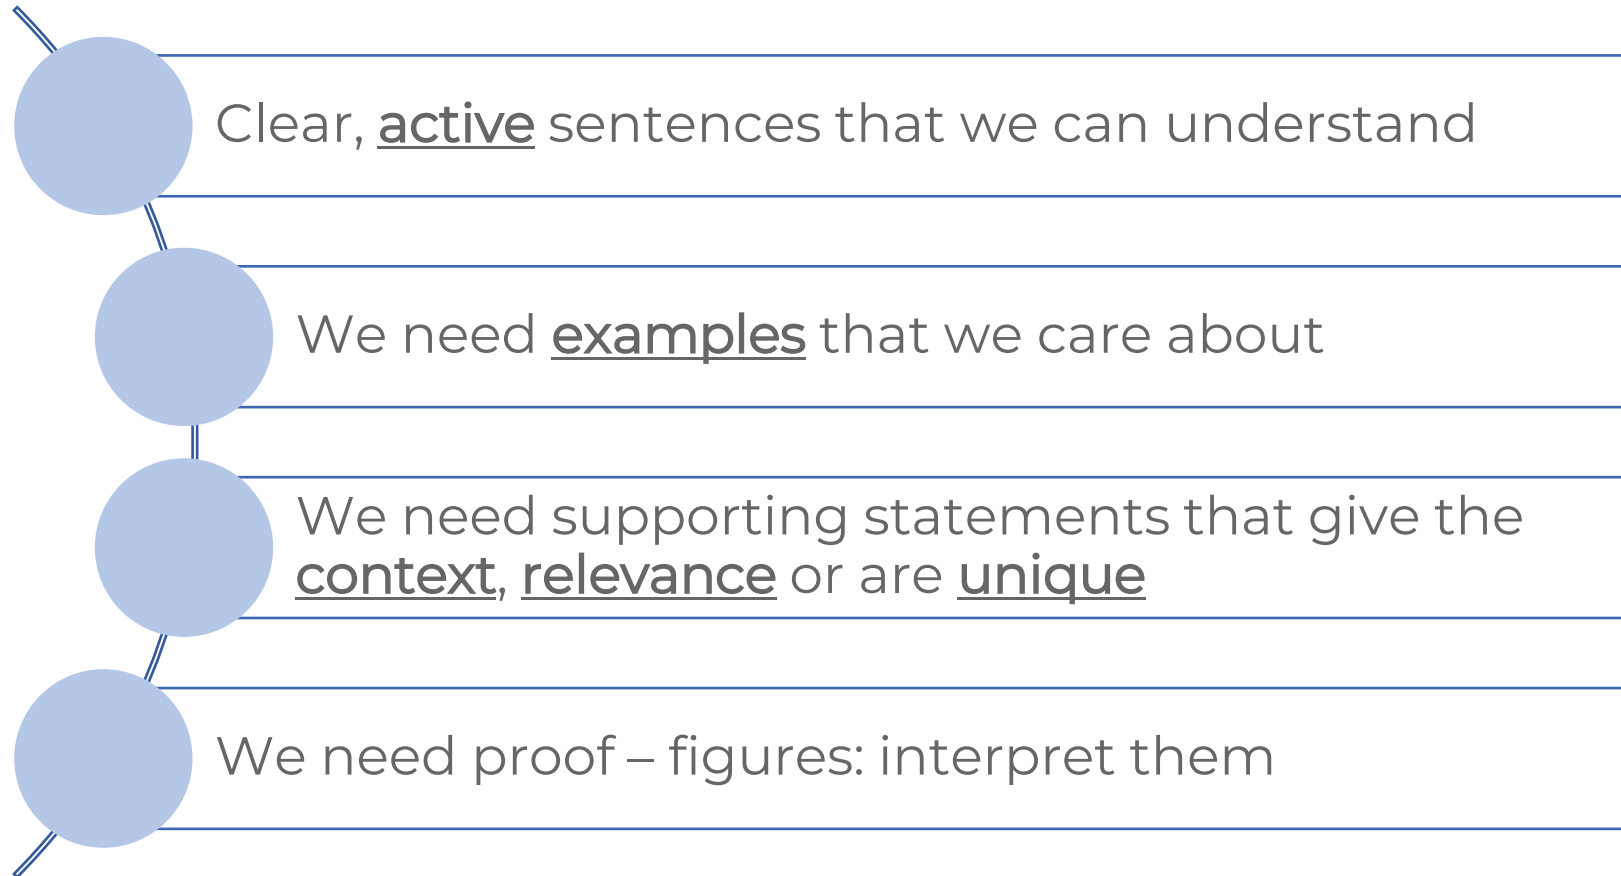 Clear, active sentences that we can understand
We need examples that we care about
We need supporting statements that give the
context, relevance or are unique
We need proof – figures: interpret them